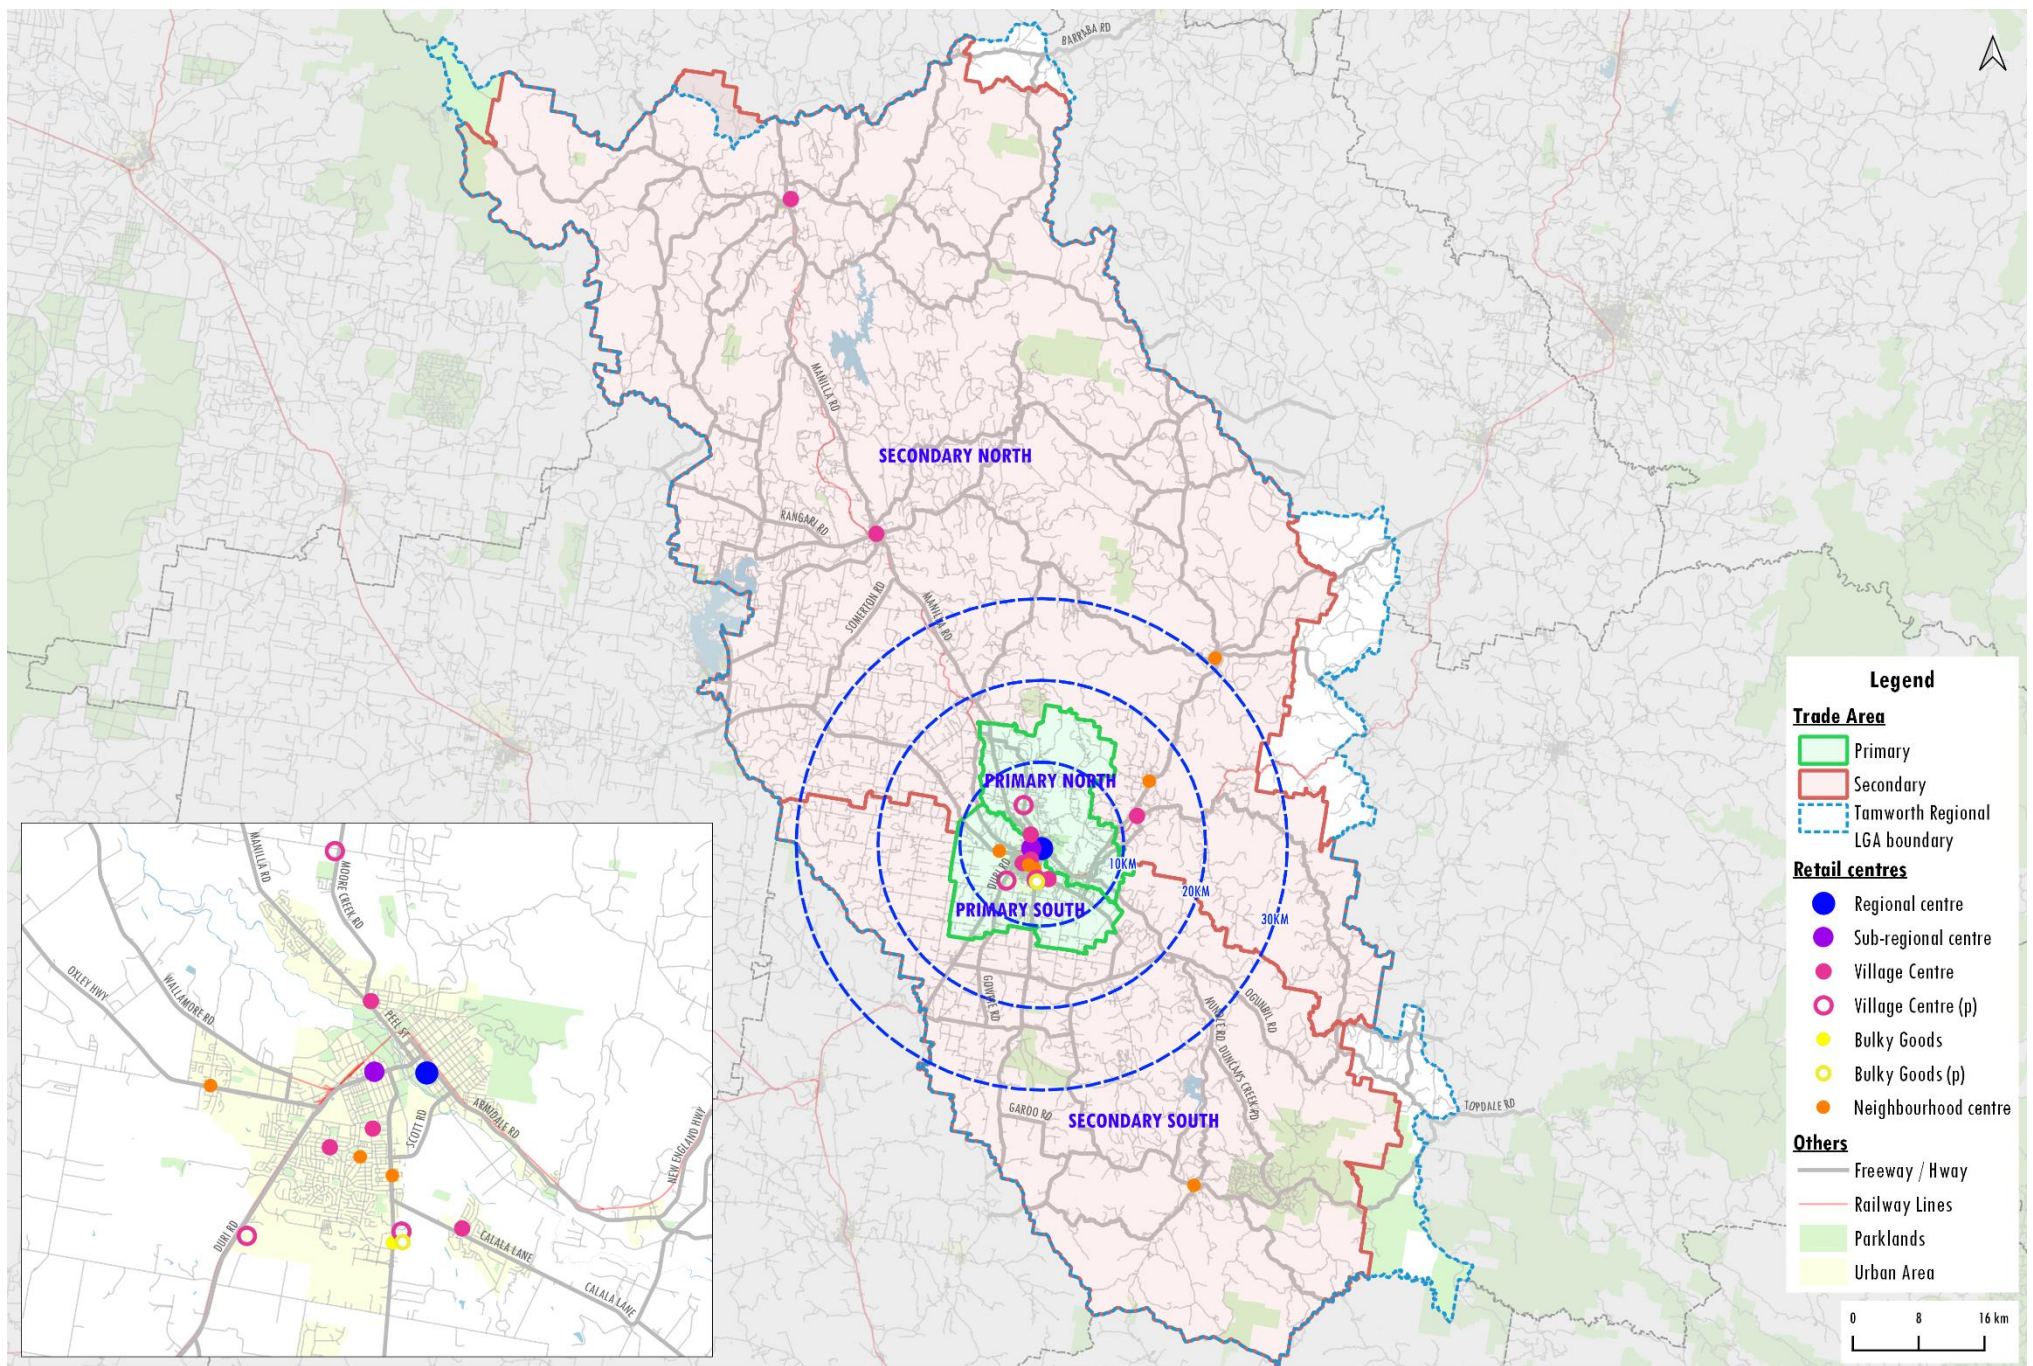 BARRABA RD
MANILLA RD
SECONDARY NORTH
RANGARI RD
SOMERTON RD
MANILLA RD
PRIMARY NORTH
10KM
DURI RD
20KM
PRIMARY SOUTH
30KM
GOWRIE RD
NUNDLE RD
OGUNBIL RD
DUNCANS CREEK RD
GAROO RD
SECONDARY SOUTH
TOPDALE RD
MANILLA RD
MOORE CREEK RD
OXLEY HWY
WALLAMORE RD
PEEL ST
SCOTT RD
ARMIDALE RD
NEW ENGLAND HWY
DURI RD
CALALA LANE
CALALA LANE
Legend
Trade Area
Primary
Secondary
Tamworth Regional
LGA boundary
Retail centres
Regional centre
Sub-regional centre
Village Centre
Village Centre (p)
Bulky Goods
Bulky Goods (p)
Neighbourhood centre
Others
Freeway / Hway
Railway Lines
Parklands
Urban Area
0 8 16 km